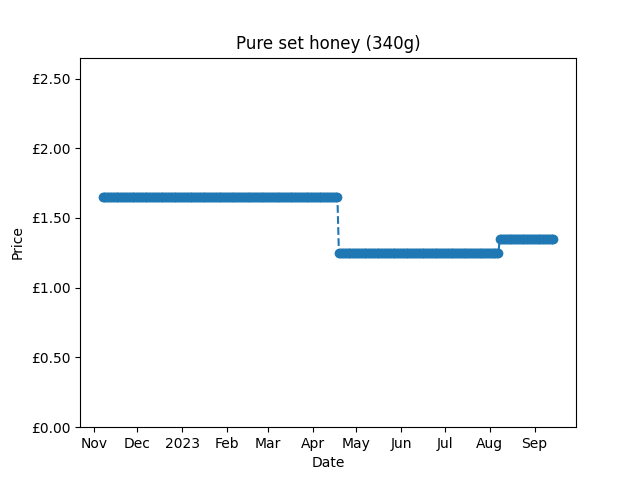 Pure set honey (340g)
£2.50
£2.00
£1.50
£1.00
£0.50
£0.00
Price
Nov Dec 2023 Feb Mar Apr May Jun Jul Aug Sep
Date